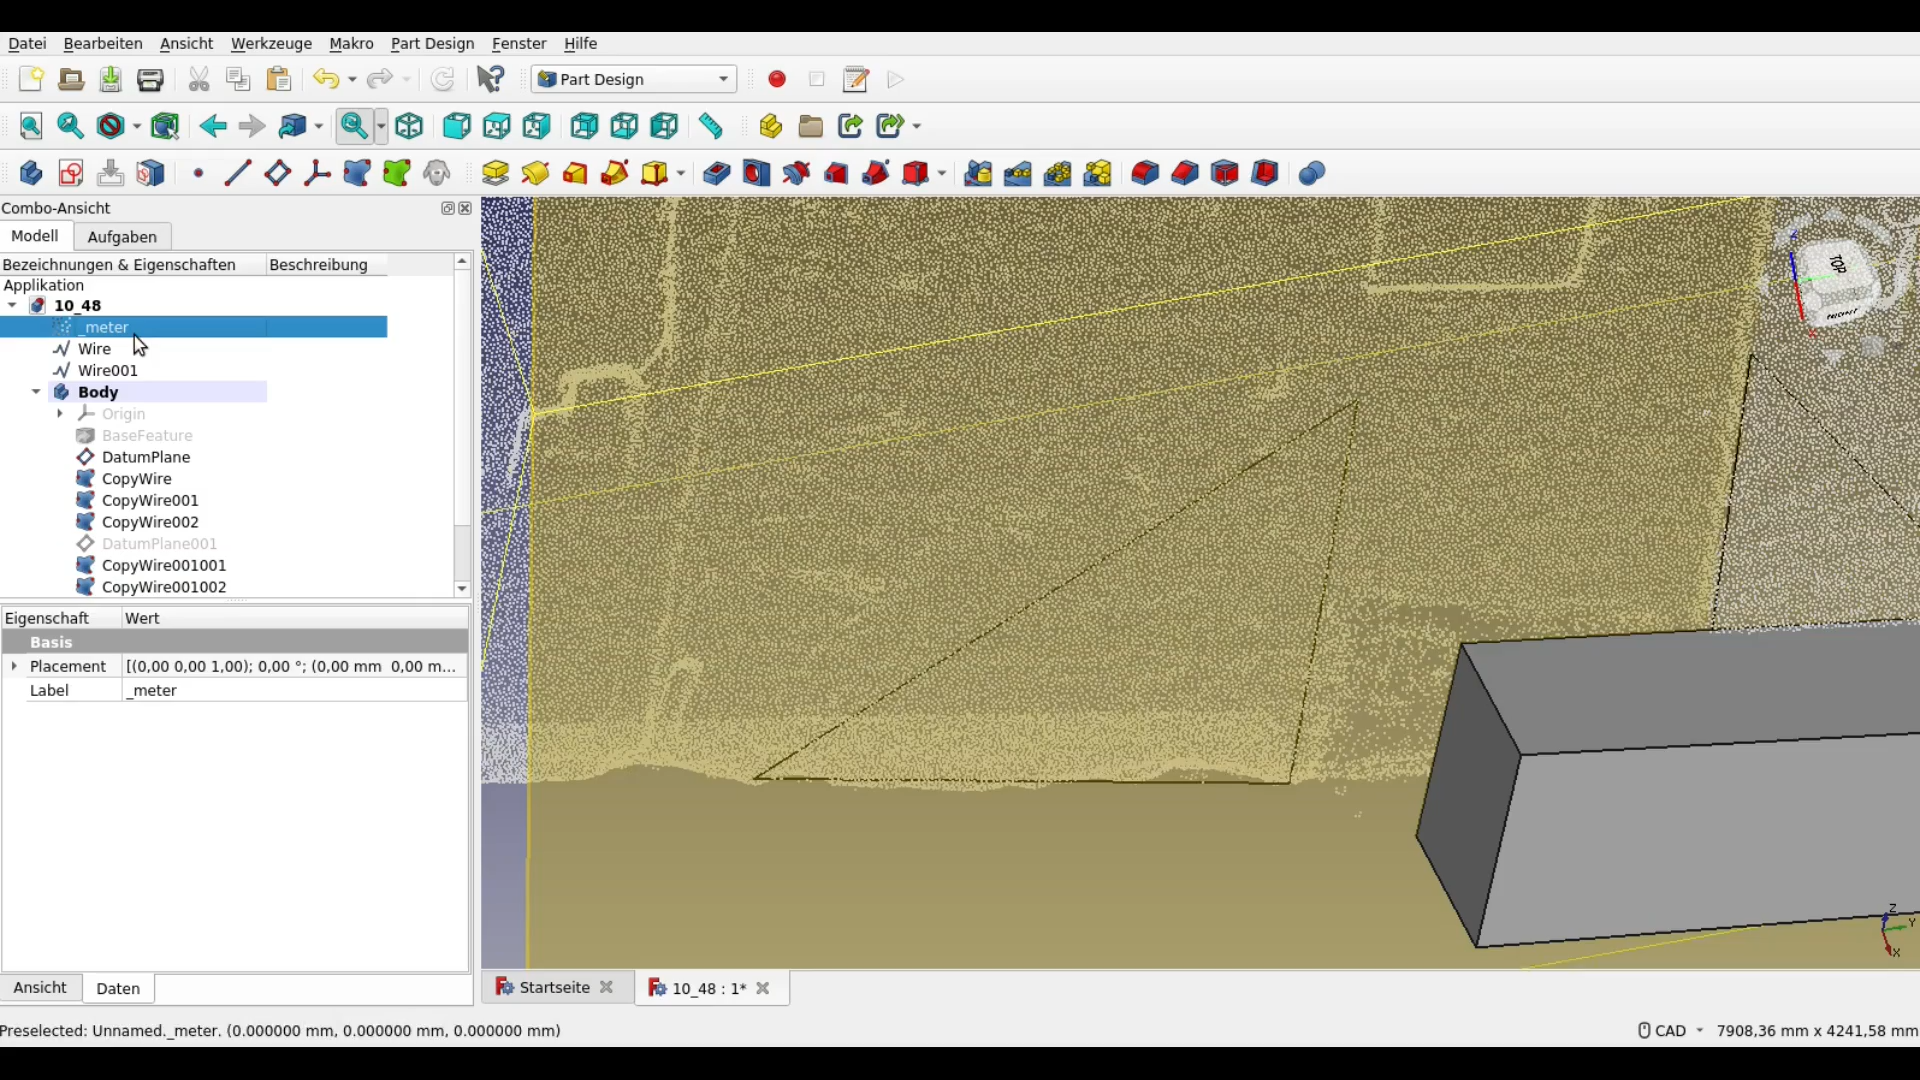 Datei Bearbeiten Ansicht Werkzeuge Makro Part Design Fenster Hilfe
Part Design
Combo-Ansicht
Modell Aufgaben
Bezeichnungen & Eigenschaften Beschreibung
Applikation
10_48
_meter
Wire
Wire001
Body
Origin
BaseFeature
DatumPlane
CopyWire
CopyWire001
CopyWire002
DatumPlane001
CopyWire001001
CopyWire001002
Eigenschaft Wert
Basis
Placement [(0,00 0,00 1,00); 0,00 °; (0,00 mm 0,00 m...
Label _meter
Ansicht Daten
TOP
Z
Y
X
Startseite 10_48 : 1*
Preselected: Unnamed._meter. (0.000000 mm, 0.000000 mm, 0.000000 mm)
CAD 7908,36 mm x 4241,58 mm